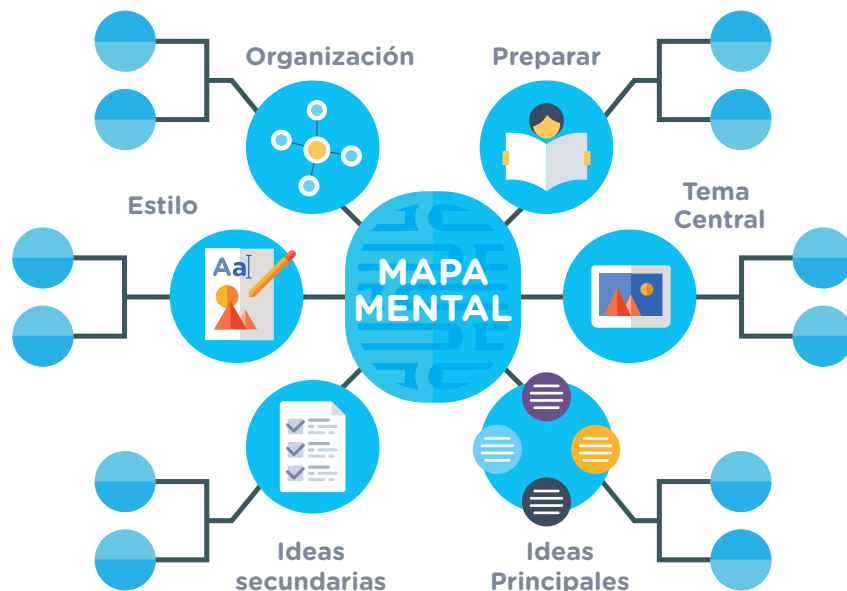 Organización
Preparar
Estilo
Tema
Central
Aa
MAPA
MENTAL
Ideas
secundarias
Ideas
Principales